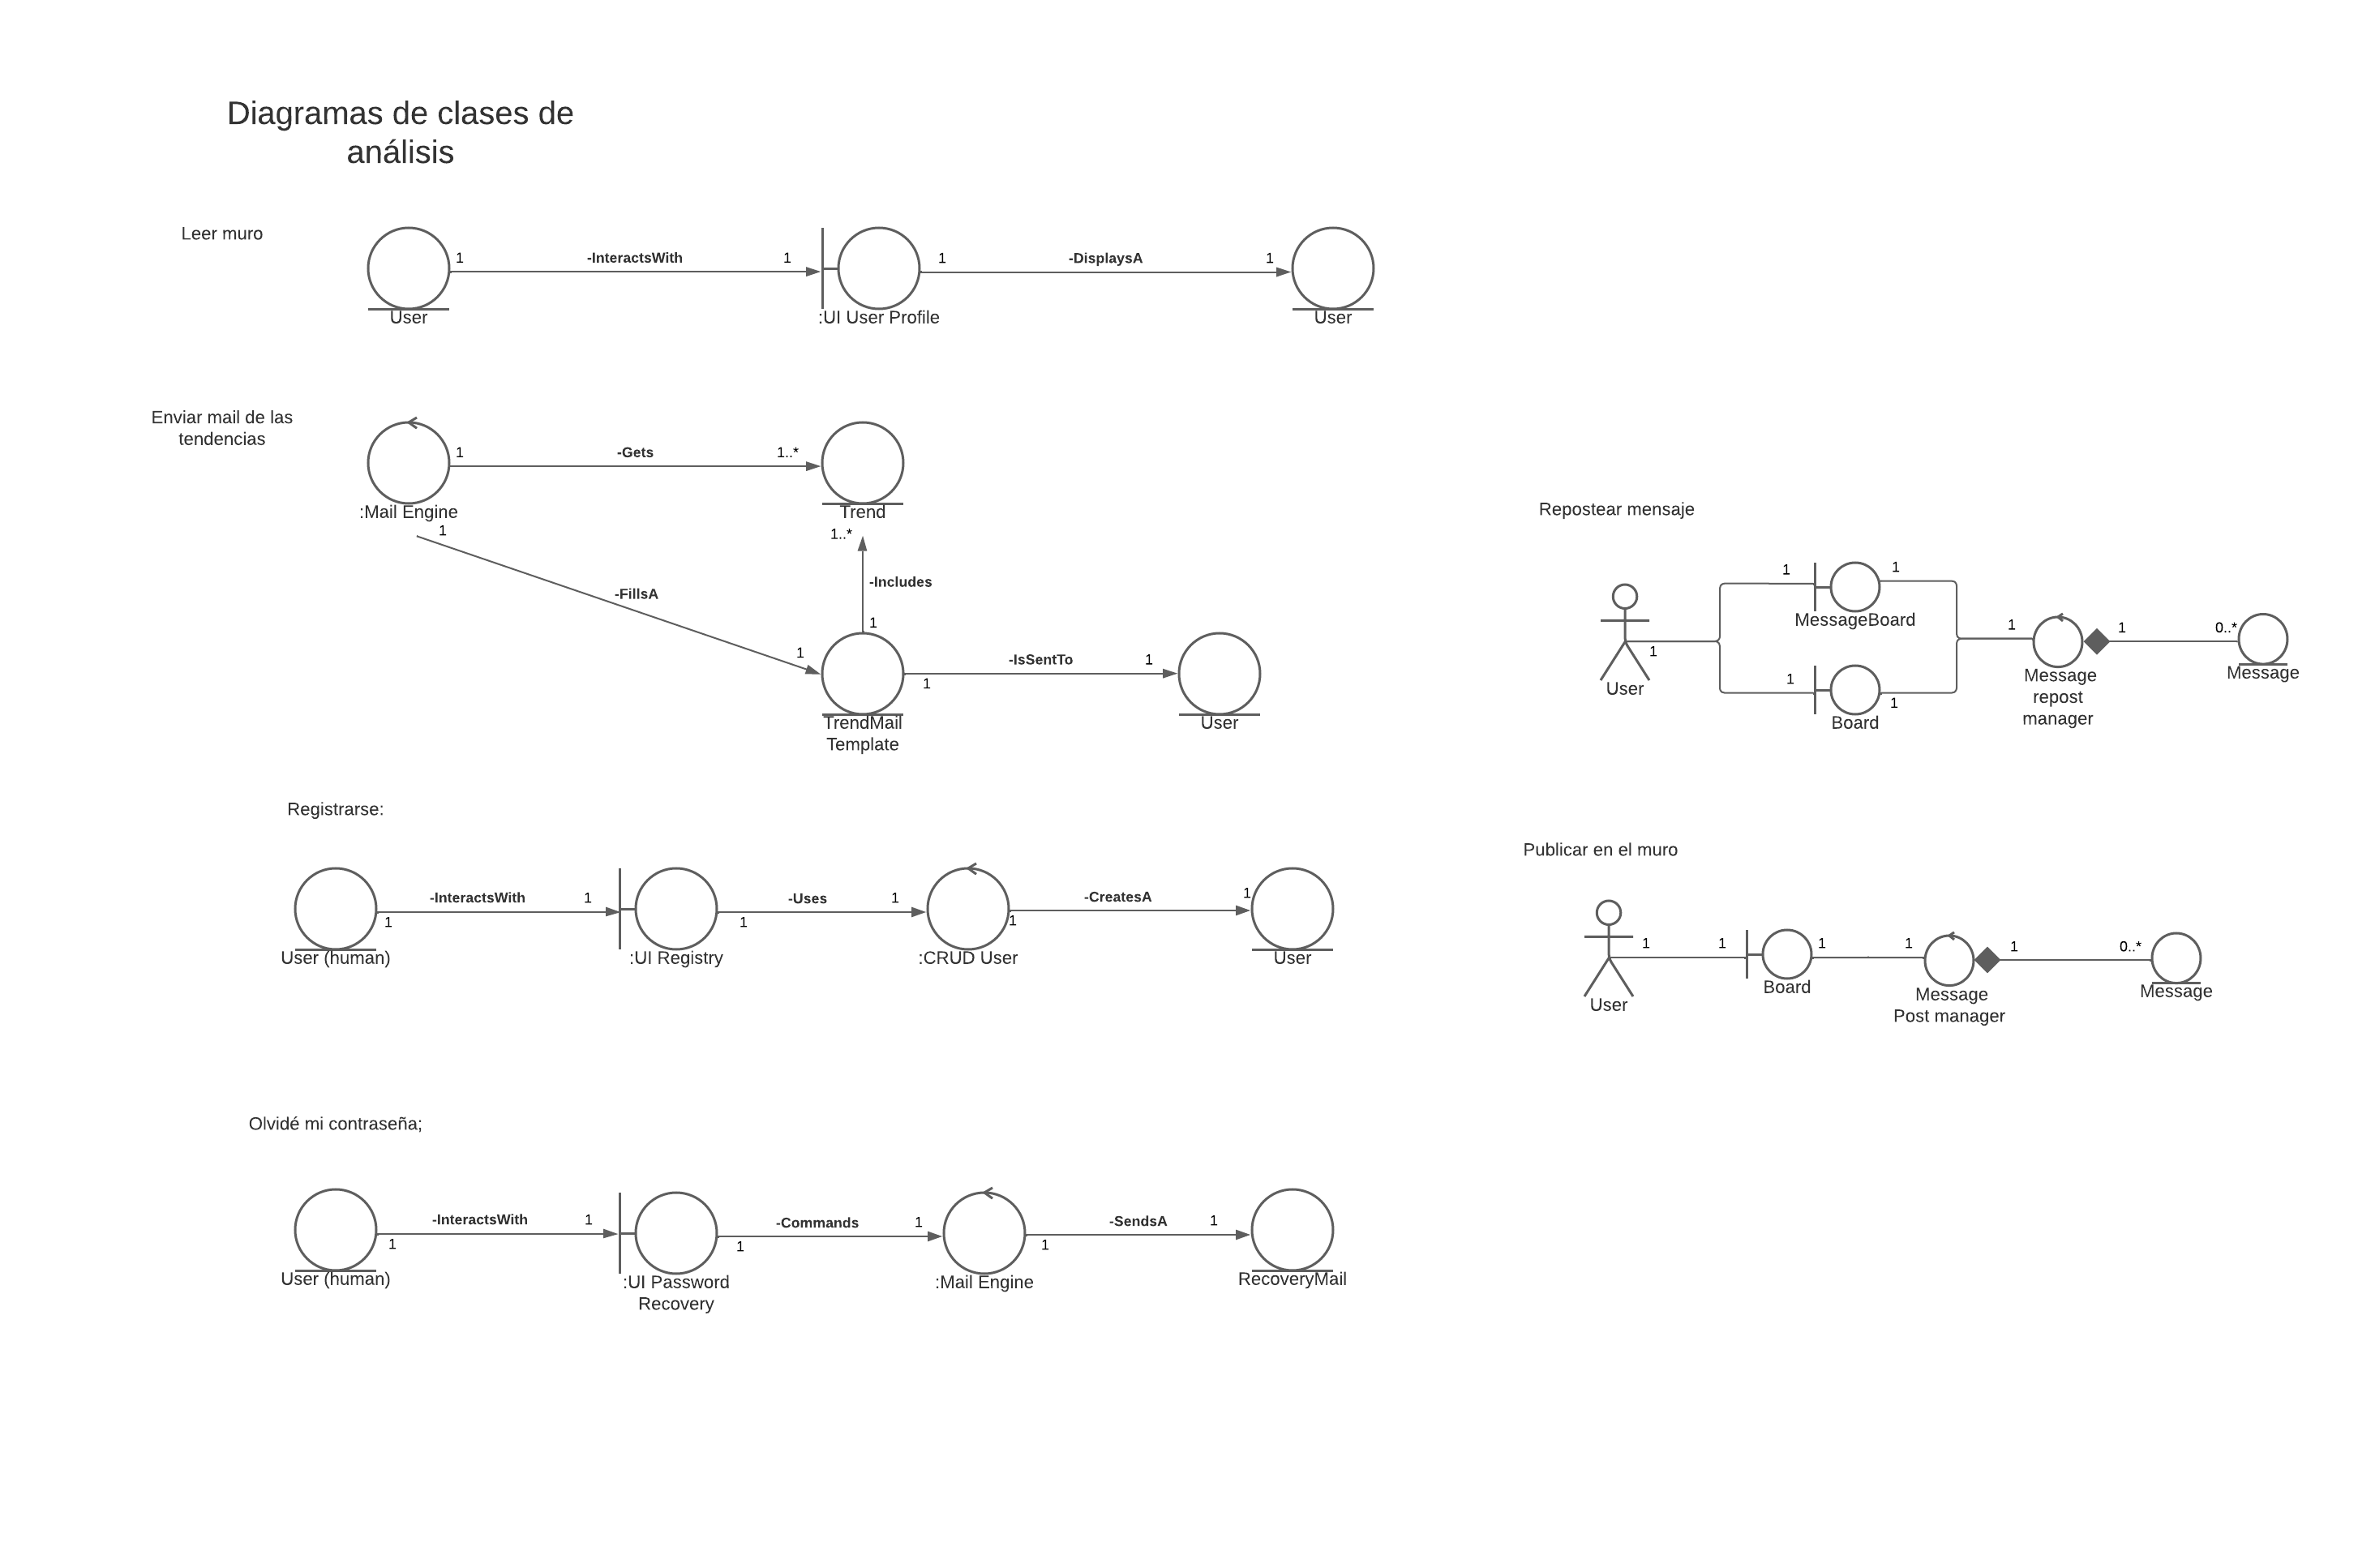 Diagramas de clases de
análisis
Leer muro
1
-InteractsWith
1
1
-DisplaysA
1
User
:UI User Profile
User
Enviar mail de las
tendencias
1
-Gets
1..*
:Mail Engine
Trend
1
1..*
-FillsA
-Includes
1
1
-IsSentTo
1
1
TrendMail
Template
User
Registrarse:
-InteractsWith
1
1
-Uses
1
1
-CreatesA
1
1
User (human)
:UI Registry
:CRUD User
User
Olvidé mi contraseña;
-InteractsWith
1
1
-Commands
1
1
-SendsA
1
1
User (human)
:UI Password
Recovery
:Mail Engine
RecoveryMail
Repostear mensaje
1
1
MessageBoard
1
1
1
0..*
User
1
1
Board
Message
repost
manager
Message
Publicar en el muro
1
1
1
1
1
0..*
User
Board
Message
Post manager
Message